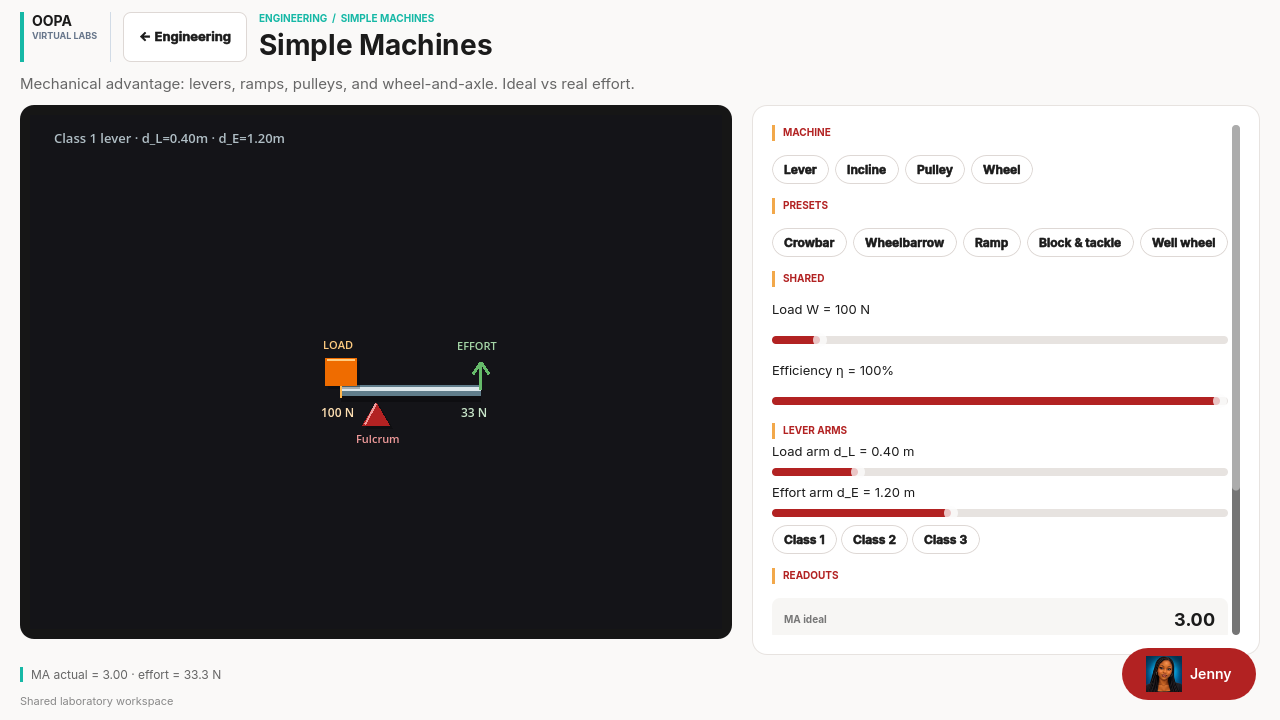 OOPA
VIRTUAL LABS
← Engineering
ENGINEERING / SIMPLE MACHINES
Simple Machines
Mechanical advantage: levers, ramps, pulleys, and wheel-and-axle. Ideal vs real effort.
Class 1 lever · d_L=0.40m · d_E=1.20m
LOAD
EFFORT
100 N
33 N
Fulcrum
MACHINE
Lever Incline Pulley Wheel
PRESETS
Crowbar Wheelbarrow Ramp Block & tackle Well wheel
SHARED
Load W = 100 N
Efficiency η = 100%
LEVER ARMS
Load arm d_L = 0.40 m
Effort arm d_E = 1.20 m
Class 1 Class 2 Class 3
READOUTS
MA ideal 3.00
MA actual = 3.00 · effort = 33.3 N
Shared laboratory workspace
Jenny